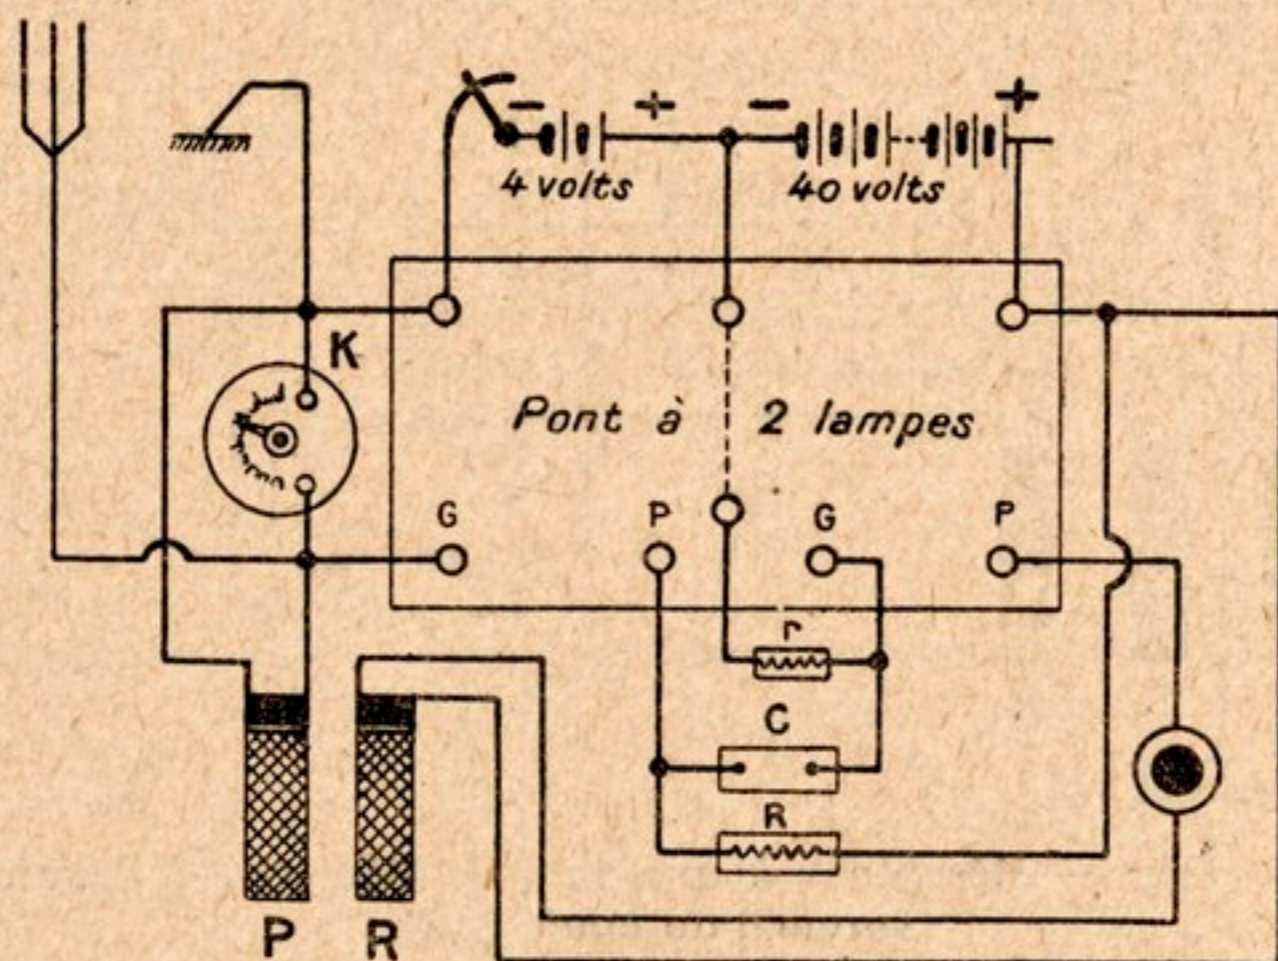 − + − +
4 volts 40 volts
K
Pont à 2 lampes
G P G P
r
C
R
P R